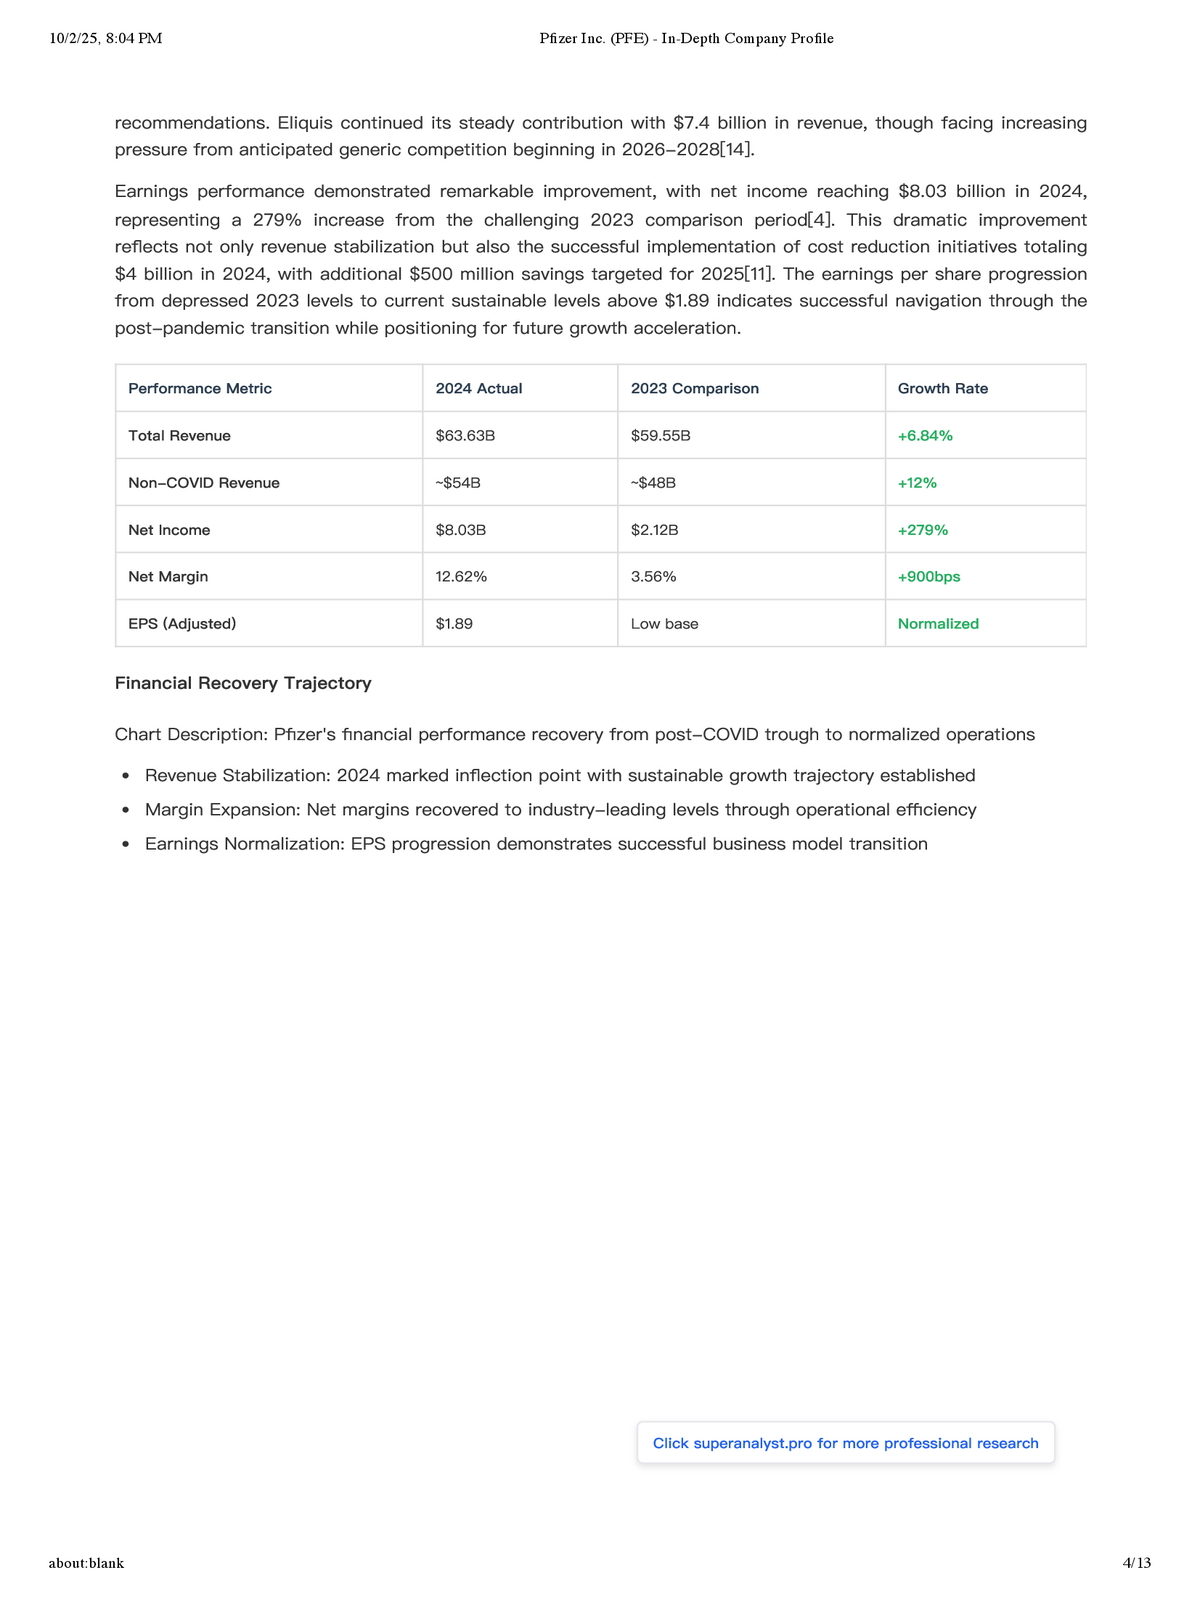 10/2/25, 8:04 PM
Pfizer Inc. (PFE) - In-Depth Company Profile
recommendations. Eliquis continued its steady contribution with $7.4 billion in revenue, though facing increasing
pressure from anticipated generic competition beginning in 2026-2028[14].
Earnings performance demonstrated remarkable improvement, with net income reaching $8.03 billion in 2024,
representing a 279% increase from the challenging 2023 comparison period[4]. This dramatic improvement
reflects not only revenue stabilization but also the successful implementation of cost reduction initiatives totaling
$4 billion in 2024, with additional $500 million savings targeted for 2025[11]. The earnings per share progression
from depressed 2023 levels to current sustainable levels above $1.89 indicates successful navigation through the
post-pandemic transition while positioning for future growth acceleration.
Performance Metric 2024 Actual 2023 Comparison Growth Rate
Total Revenue $63.63B $59.55B +6.84%
Non-COVID Revenue ~$54B ~$48B +12%
Net Income $8.03B $2.12B +279%
Net Margin 12.62% 3.56% +900bps
EPS (Adjusted) $1.89 Low base Normalized
Financial Recovery Trajectory
Chart Description: Pfizer's financial performance recovery from post-COVID trough to normalized operations
• Revenue Stabilization: 2024 marked inflection point with sustainable growth trajectory established
• Margin Expansion: Net margins recovered to industry-leading levels through operational efficiency
• Earnings Normalization: EPS progression demonstrates successful business model transition
Click superanalyst.pro for more professional research
about:blank
4/13